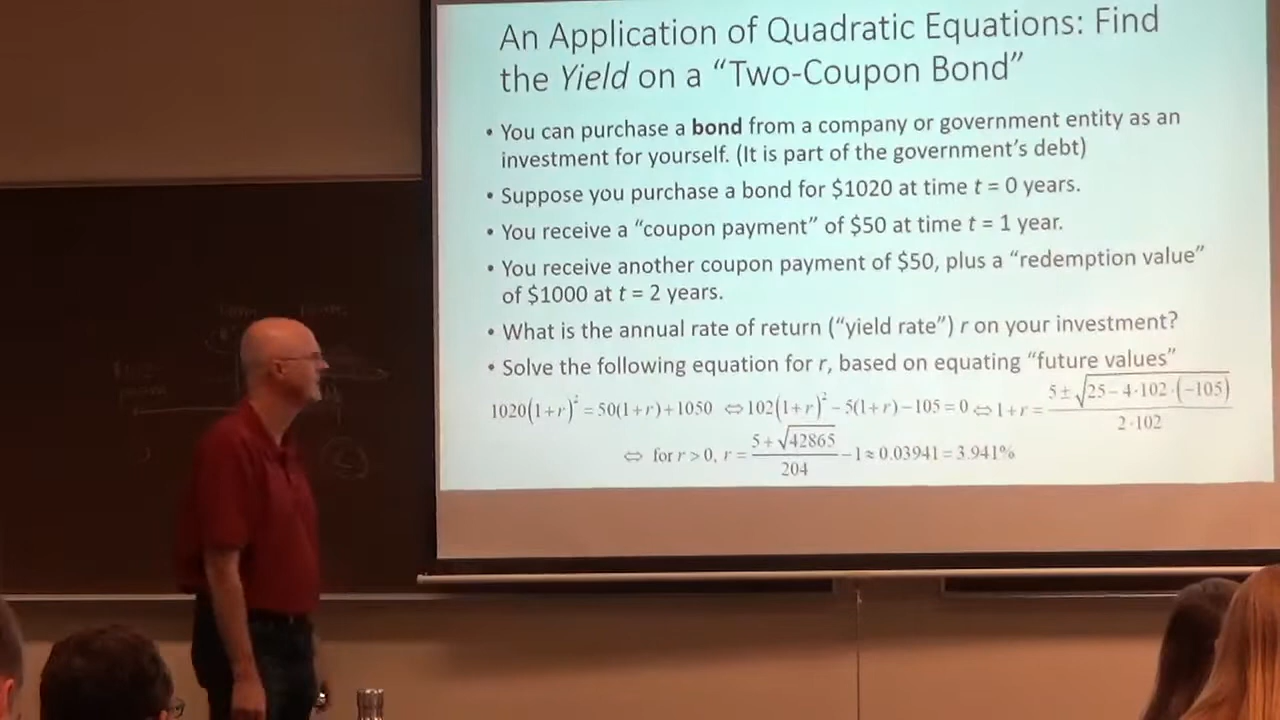 An Application of Quadratic Equations: Find
the Yield on a “Two-Coupon Bond”
• You can purchase a bond from a company or government entity as an
investment for yourself. (It is part of the government’s debt)
• Suppose you purchase a bond for $1020 at time t = 0 years.
• You receive a “coupon payment” of $50 at time t = 1 year.
• You receive another coupon payment of $50, plus a “redemption value”
of $1000 at t = 2 years.
• What is the annual rate of return (“yield rate”) r on your investment?
• Solve the following equation for r, based on equating “future values”
1020(1+r)² = 50(1+r)+1050 ⇔ 102(1+r)² − 5(1+r) − 105 = 0 ⇔ 1+r = (5 ± √(25 − 4·102·(−105))) / (2·102)
⇔ for r > 0, r = (5 + √42865) / 204 − 1 ≈ 0.03941 = 3.941%